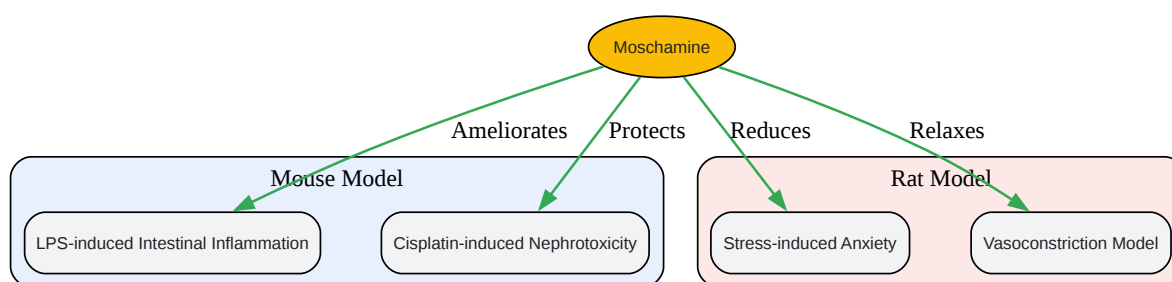 Moschamine
Ameliorates
Protects
Reduces
Relaxes
Mouse Model
Rat Model
LPS-induced Intestinal Inflammation
Cisplatin-induced Nephrotoxicity
Stress-induced Anxiety
Vasoconstriction Model